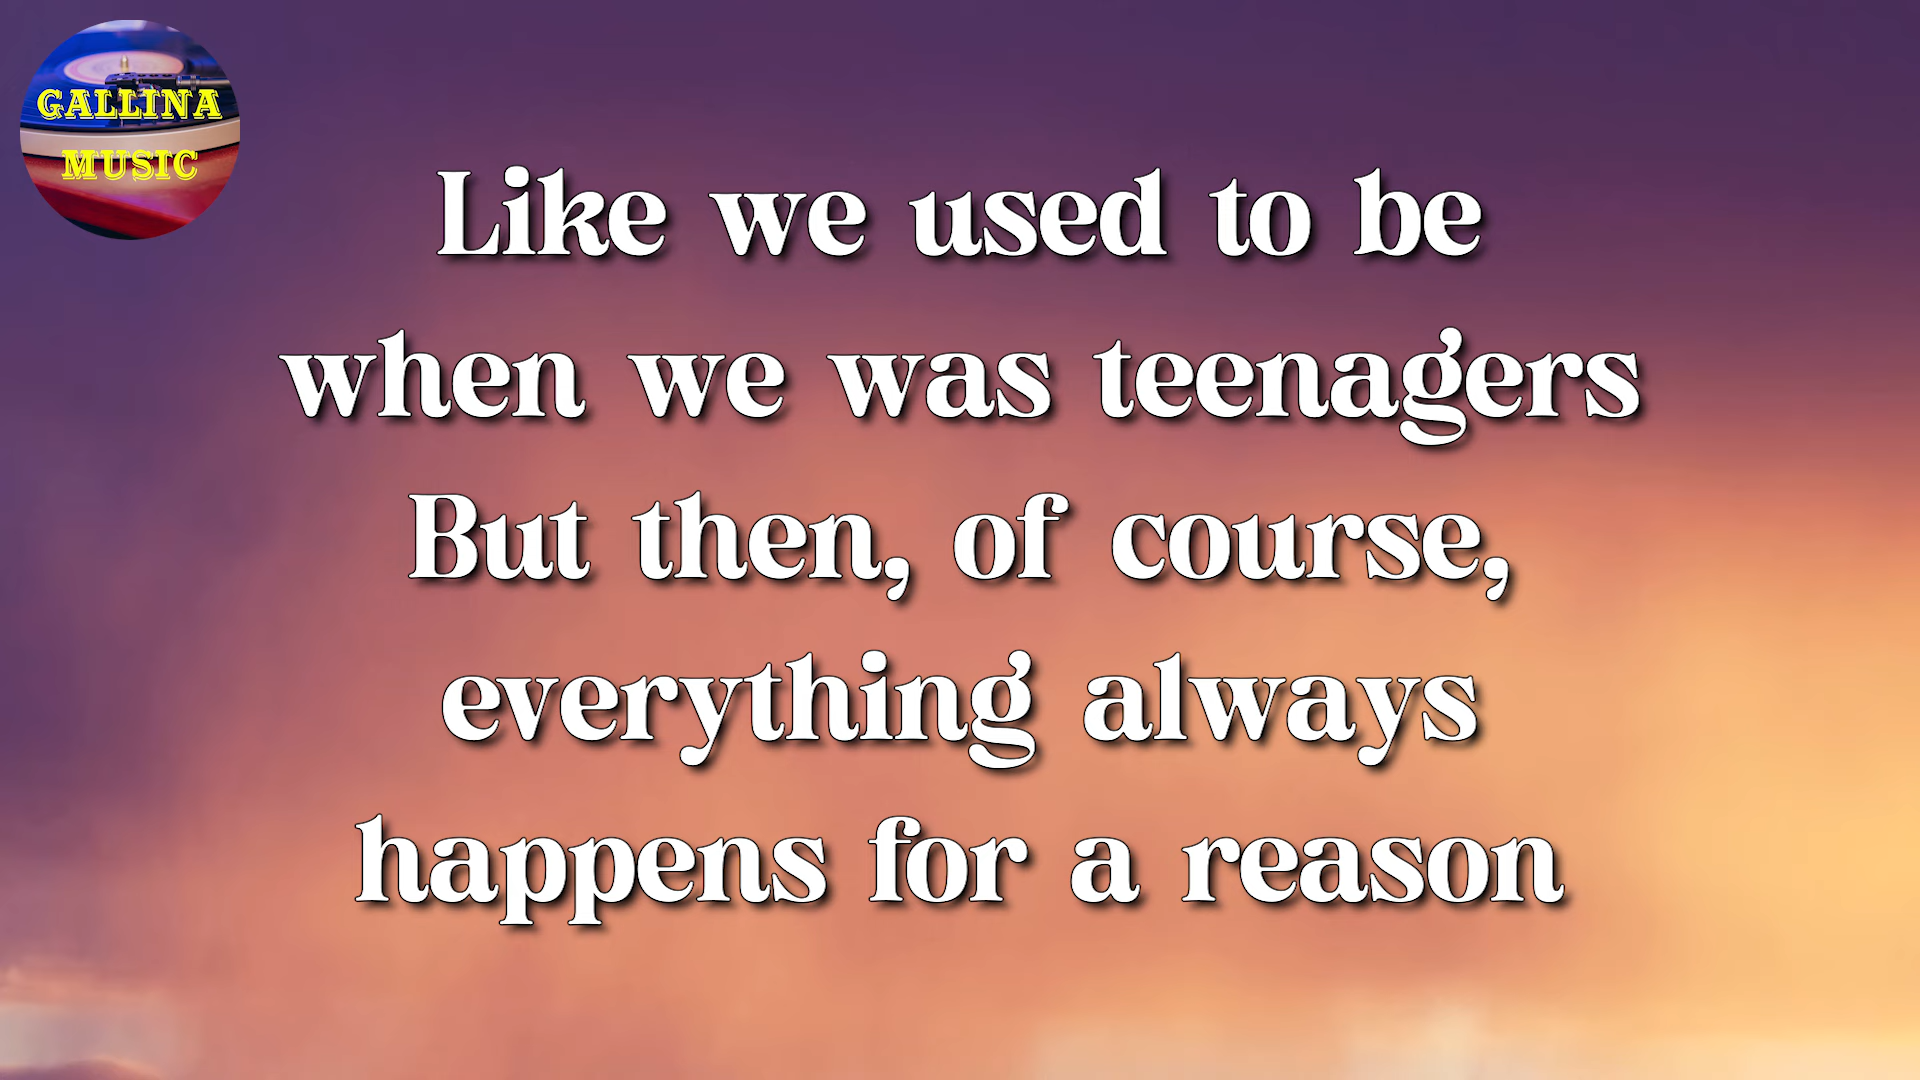 GALLINA
MUSIC
Like we used to be
when we was teenagers
But then, of course,
everything always
happens for a reason